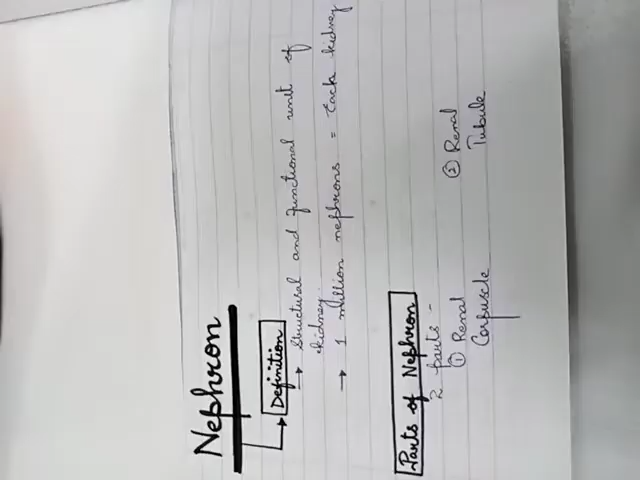 Nephron
Definition
→ Structural and functional unit of
kidney.
→ 1 million nephrons = Each kidney
Parts of Nephron
2 parts -
① Renal ② Renal
Corpuscle Tubule